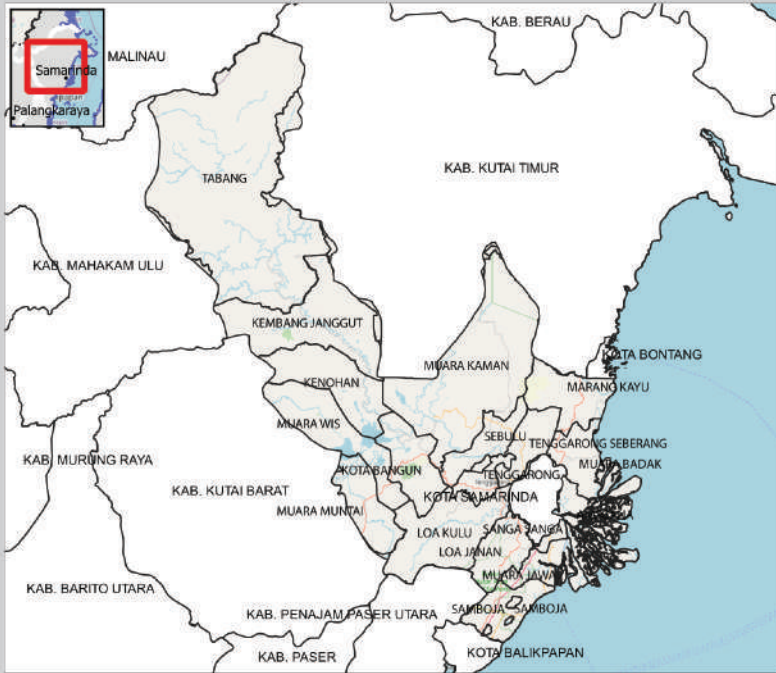 KAB. BERAU
MALINAU
Samarinda
Palangkaraya
KAB. KUTAI TIMUR
TABANG
KAB. MAHAKAM ULU
KEMBANG JANGGUT
KOTA BONTANG
MUARA KAMAN
KENOHAN
MARANG KAYU
MUARA WIS
SEBULU
TENGGARONG SEBERANG
KAB. MURUNG RAYA
KOTA BANGUN
TENGGARONG
MUARA BADAK
KAB. KUTAI BARAT
KOTA SAMARINDA
MUARA MUNTAI
LOA KULU
SANGA SANGA
LOA JANAN
MUARA JAWA
KAB. BARITO UTARA
KAB. PENAJAM PASER UTARA
SAMBOJA
SAMBOJA
KAB. PASER
KOTA BALIKPAPAN